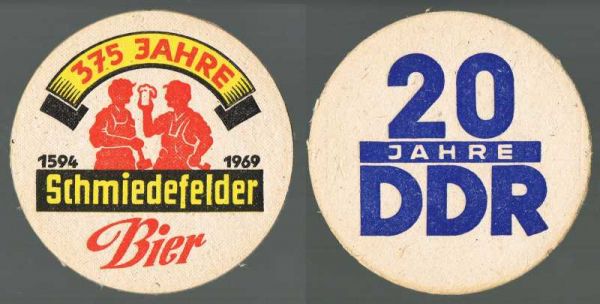 375 JAHRE
1594 1969
Schmiedefelder
Bier
20
JAHRE
DDR